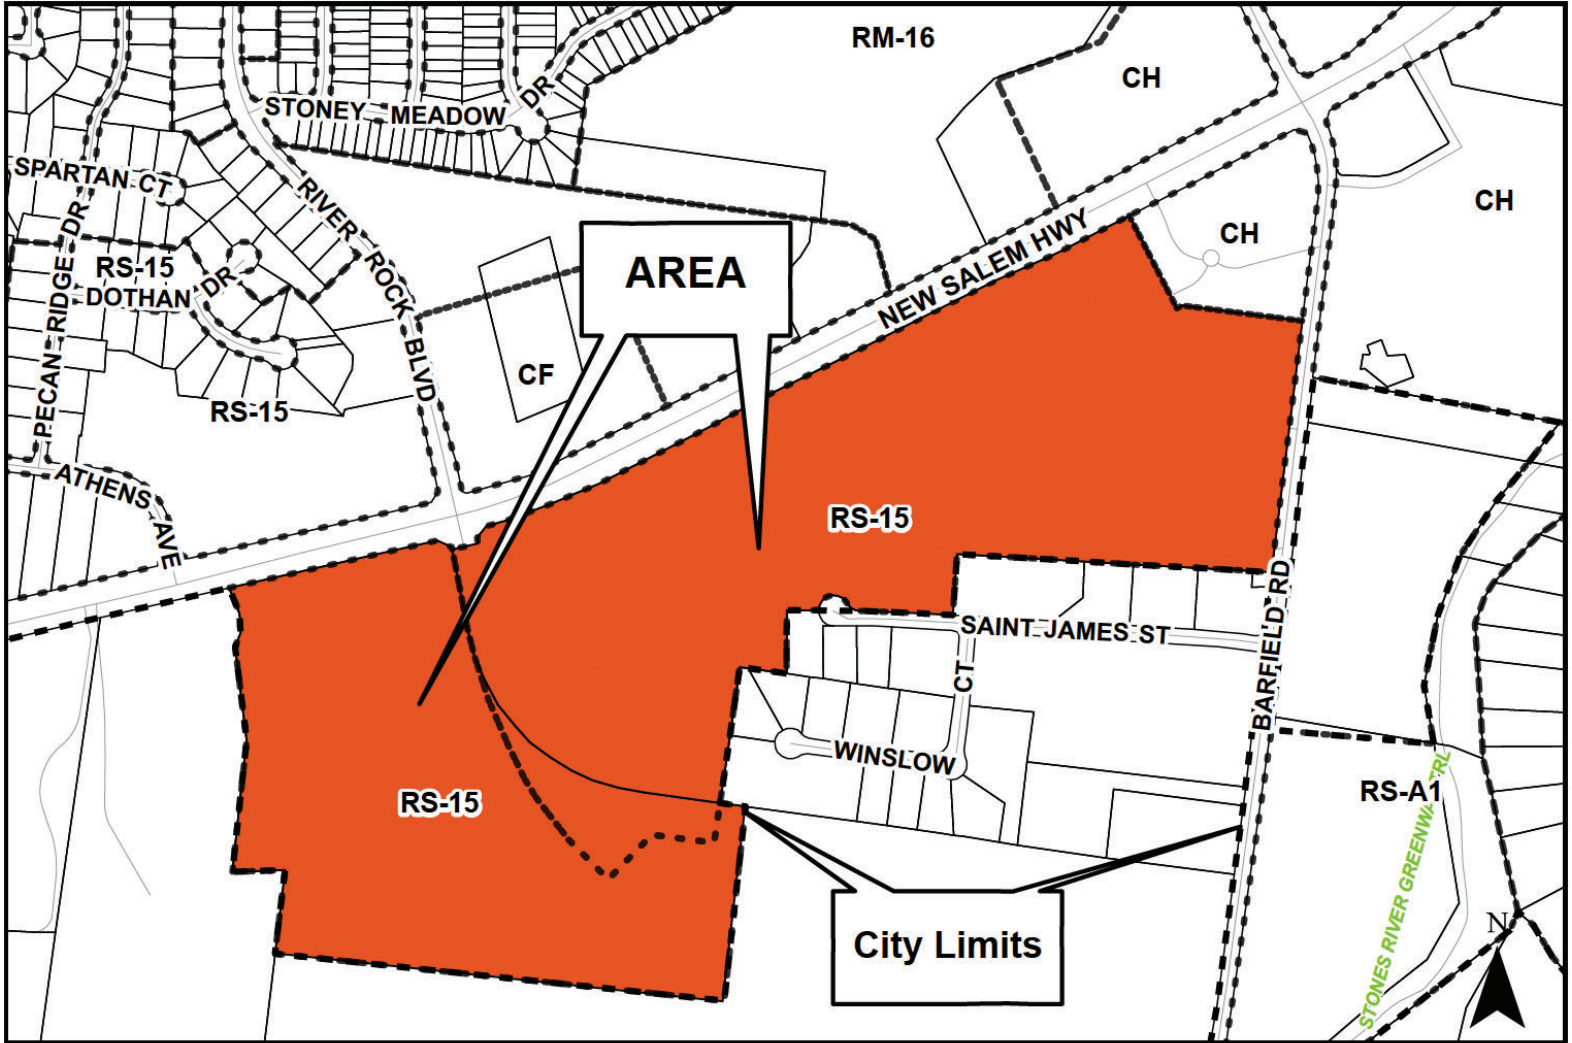 RM-16
CH
STONEY MEADOW DR
SPARTAN CT
RIVER ROCK BLVD
CH
CH
NEW SALEM HWY
PECAN RIDGE DR
RS-15
DOTHAN DR
AREA
CF
RS-15
ATHENS AVE
RS-15
BARFIELD RD
SAINT JAMES ST
WINSLOW CT
RS-15
RS-A1
STONES RIVER GREENWAY TRL
City Limits
N